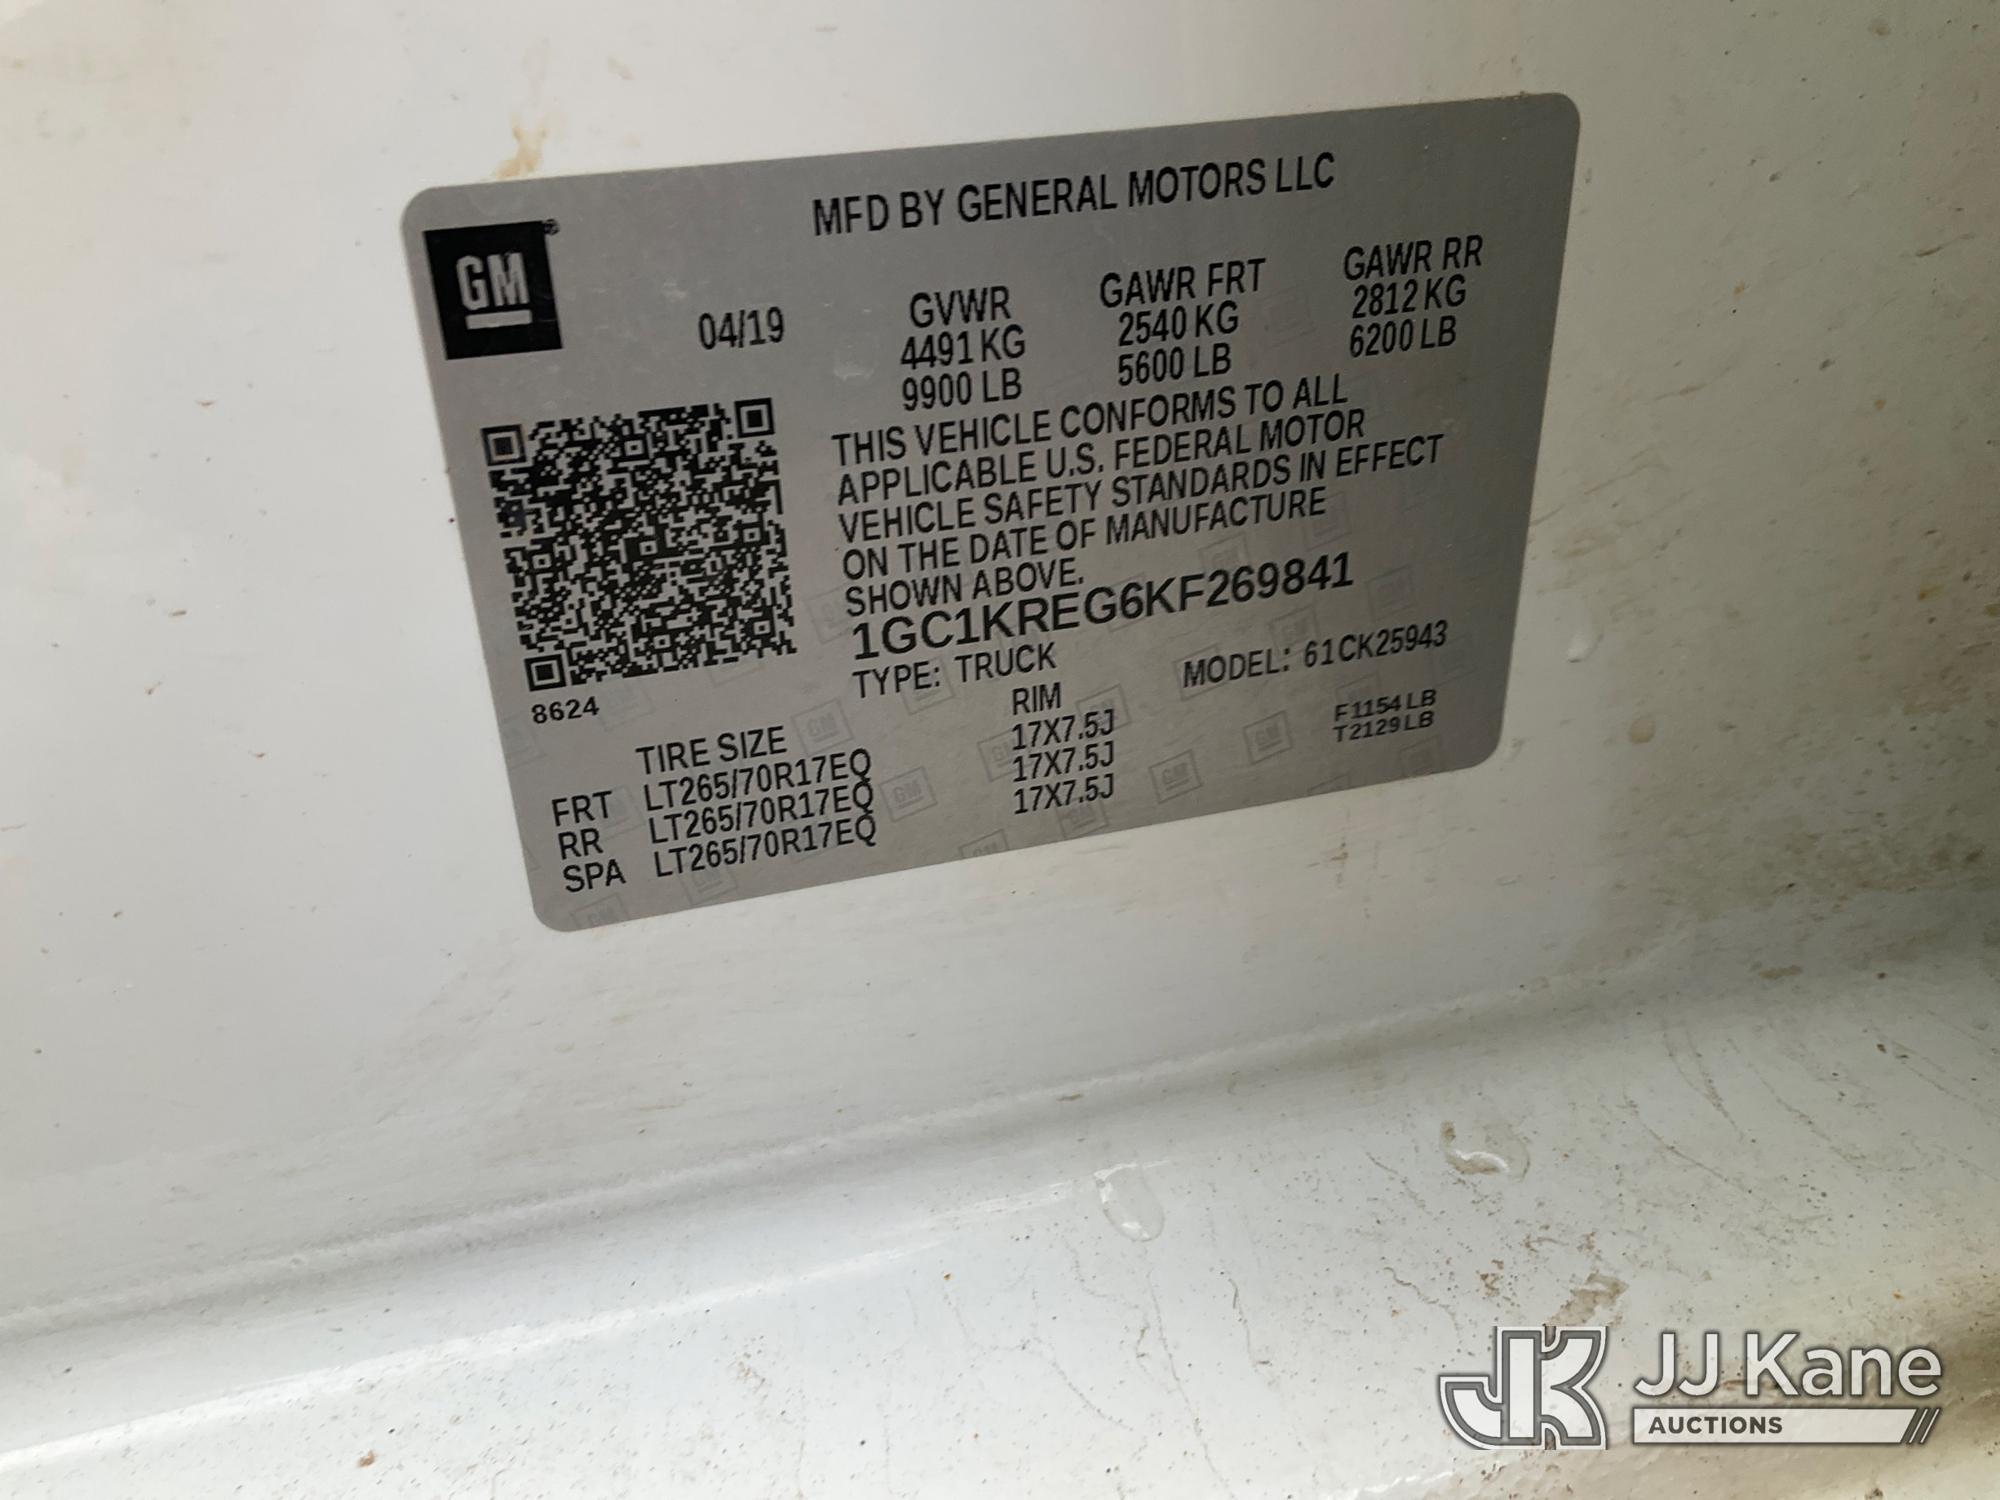 MFD BY GENERAL MOTORS LLC
GM®
04/19
GVWR GAWR FRT GAWR RR
4491 KG 2540 KG 2812 KG
9900 LB 5600 LB 6200 LB
THIS VEHICLE CONFORMS TO ALL
APPLICABLE U.S. FEDERAL MOTOR
VEHICLE SAFETY STANDARDS IN EFFECT
ON THE DATE OF MANUFACTURE
SHOWN ABOVE.
1GC1KREG6KF269841
TYPE: TRUCK MODEL: 61CK25943
8624
TIRE SIZE RIM
FRT LT265/70R17EQ 17X7.5J
RR LT265/70R17EQ 17X7.5J
SPA LT265/70R17EQ 17X7.5J
F1154LB
T2129LB
JK JJ Kane
AUCTIONS